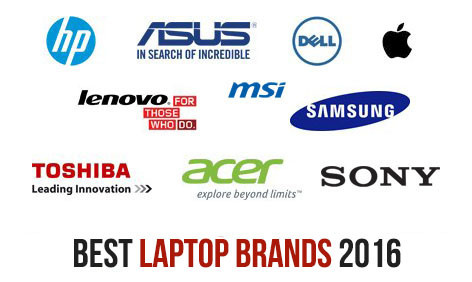 hp
ASUS
IN SEARCH OF INCREDIBLE
DELL
lenovo. FOR
THOSE
WHO DO.
msi
SAMSUNG
TOSHIBA
Leading Innovation >>>
acer
explore beyond limits™
SONY
BEST LAPTOP BRANDS 2016